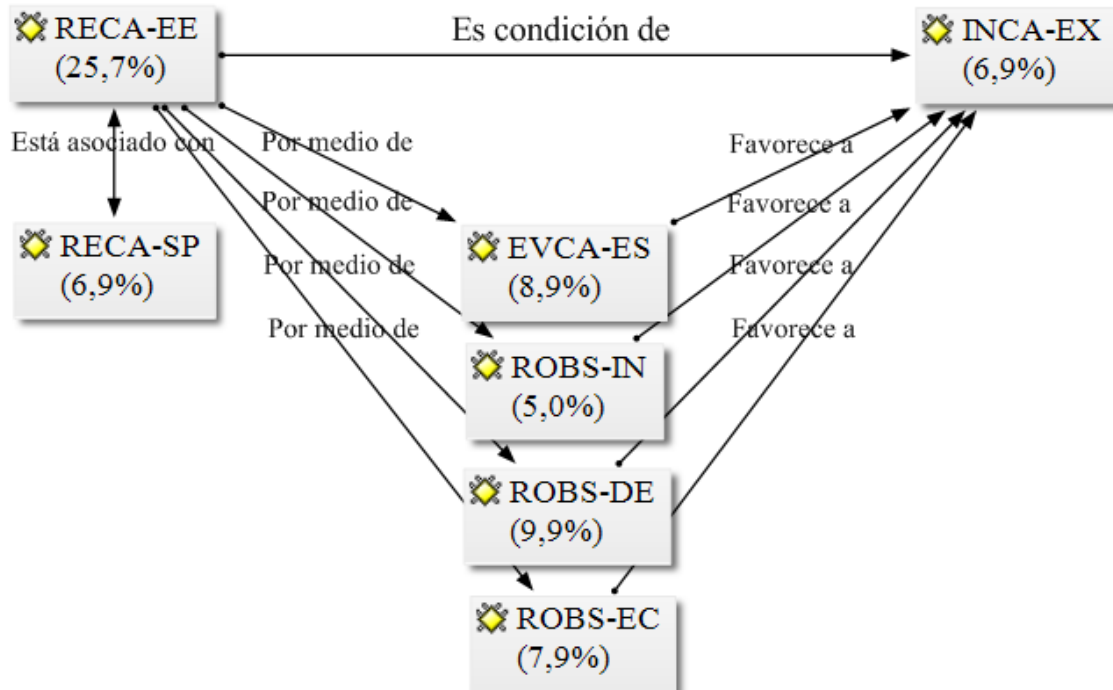 RECA-EE
(25,7%)
Es condición de
INCA-EX
(6,9%)
Está asociado con
Por medio de
Favorece a
Por medio de
Favorece a
RECA-SP
(6,9%)
EVCA-ES
(8,9%)
Por medio de
Favorece a
Por medio de
Favorece a
ROBS-IN
(5,0%)
ROBS-DE
(9,9%)
ROBS-EC
(7,9%)